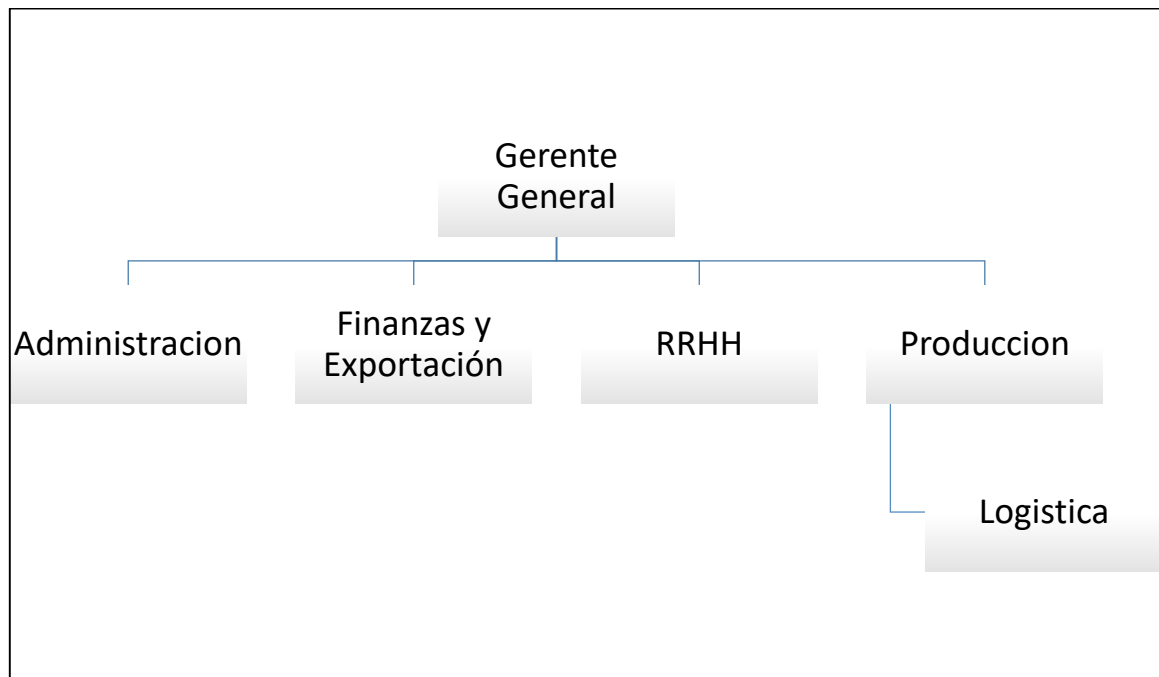 Gerente
General
Administracion
Finanzas y
Exportación
RRHH
Produccion
Logistica